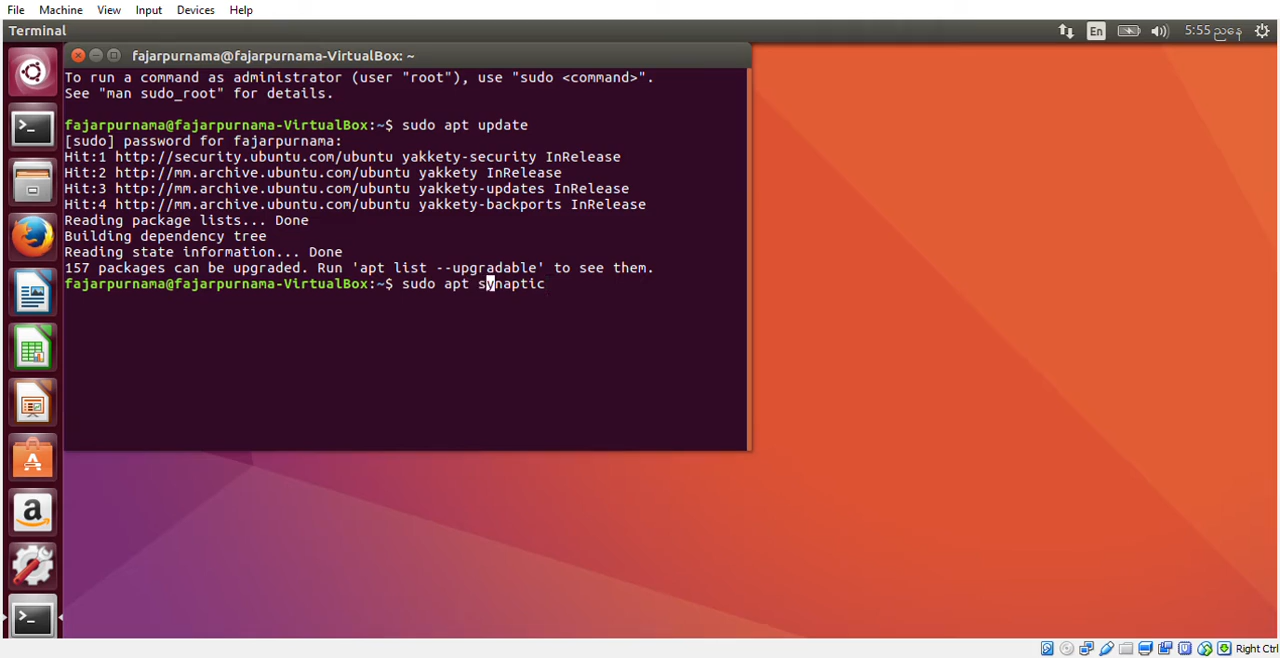 File Machine View Input Devices Help
Terminal En 5:55 ညနေ
fajarpurnama@fajarpurnama-VirtualBox: ~
To run a command as administrator (user "root"), use "sudo <command>".
See "man sudo_root" for details.
fajarpurnama@fajarpurnama-VirtualBox:~$ sudo apt update
[sudo] password for fajarpurnama:
Hit:1 http://security.ubuntu.com/ubuntu yakkety-security InRelease
Hit:2 http://mm.archive.ubuntu.com/ubuntu yakkety InRelease
Hit:3 http://mm.archive.ubuntu.com/ubuntu yakkety-updates InRelease
Hit:4 http://mm.archive.ubuntu.com/ubuntu yakkety-backports InRelease
Reading package lists... Done
Building dependency tree
Reading state information... Done
157 packages can be upgraded. Run 'apt list --upgradable' to see them.
fajarpurnama@fajarpurnama-VirtualBox:~$ sudo apt synaptic
Right Ctrl